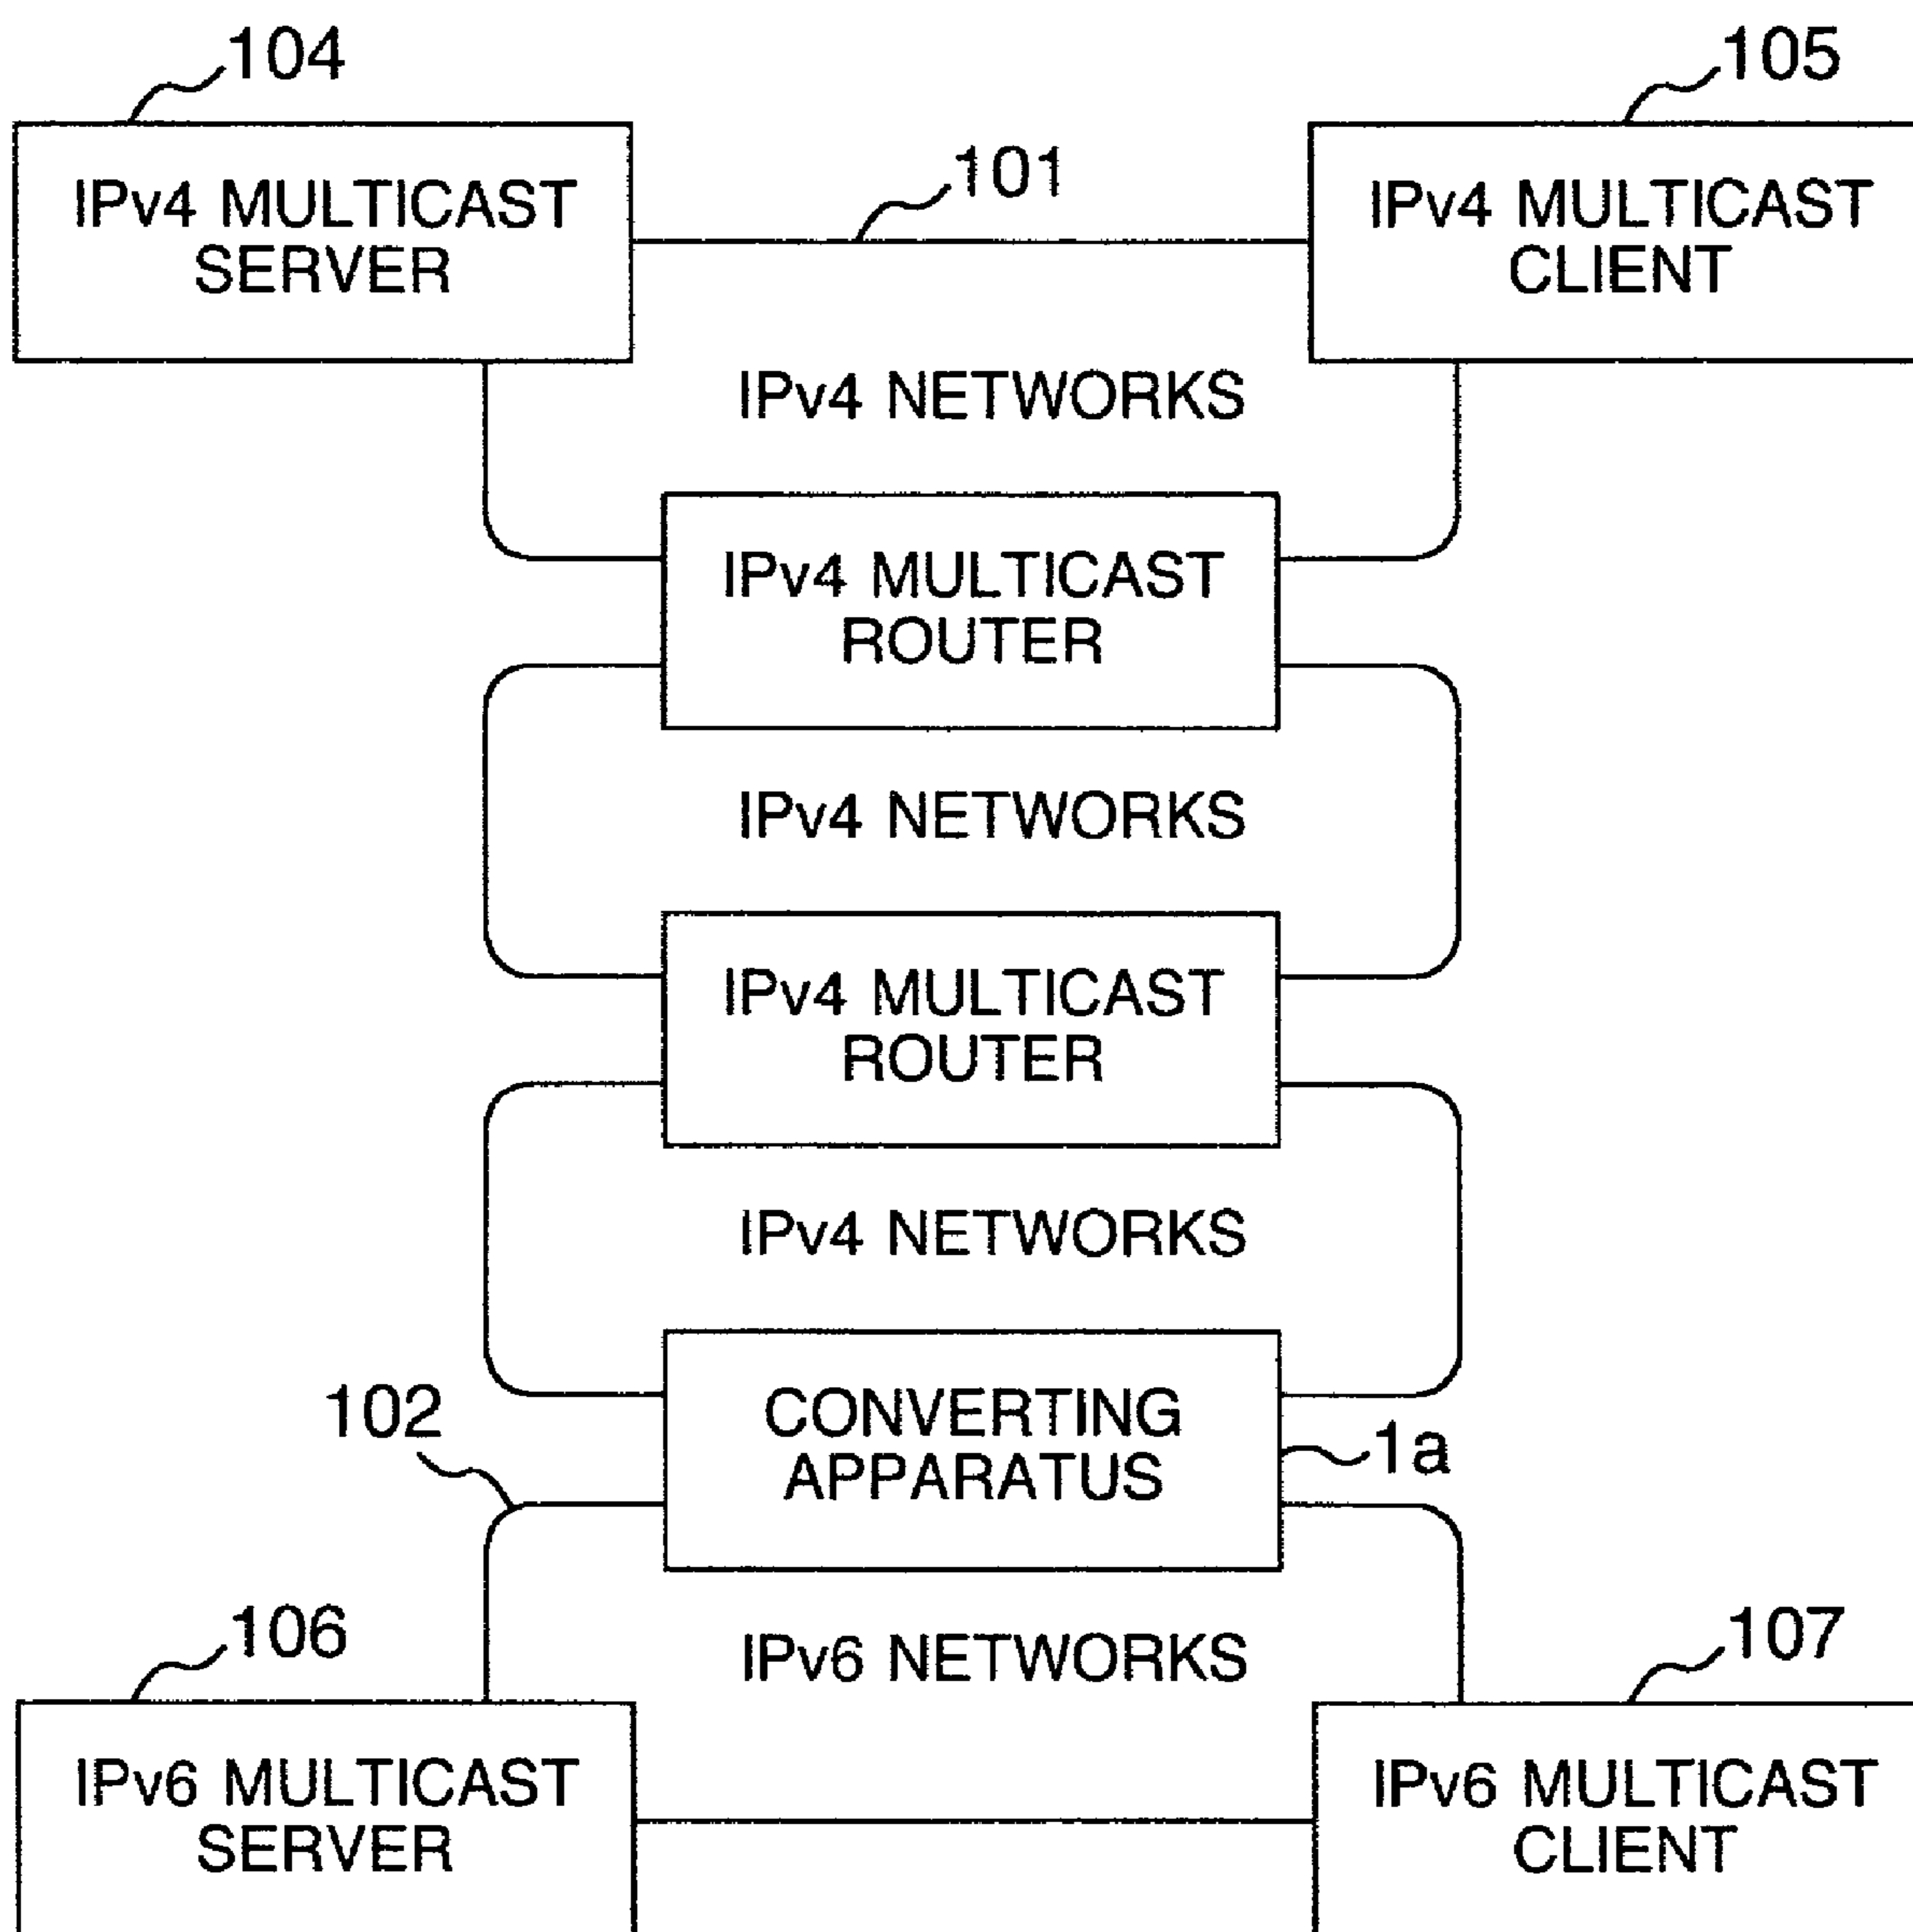 104
105
101
IPv4 MULTICAST
SERVER
IPv4 MULTICAST
CLIENT
IPv4 NETWORKS
IPv4 MULTICAST
ROUTER
IPv4 NETWORKS
IPv4 MULTICAST
ROUTER
IPv4 NETWORKS
102
CONVERTING
APPARATUS
1a
106
107
IPv6 NETWORKS
IPv6 MULTICAST
SERVER
IPv6 MULTICAST
CLIENT